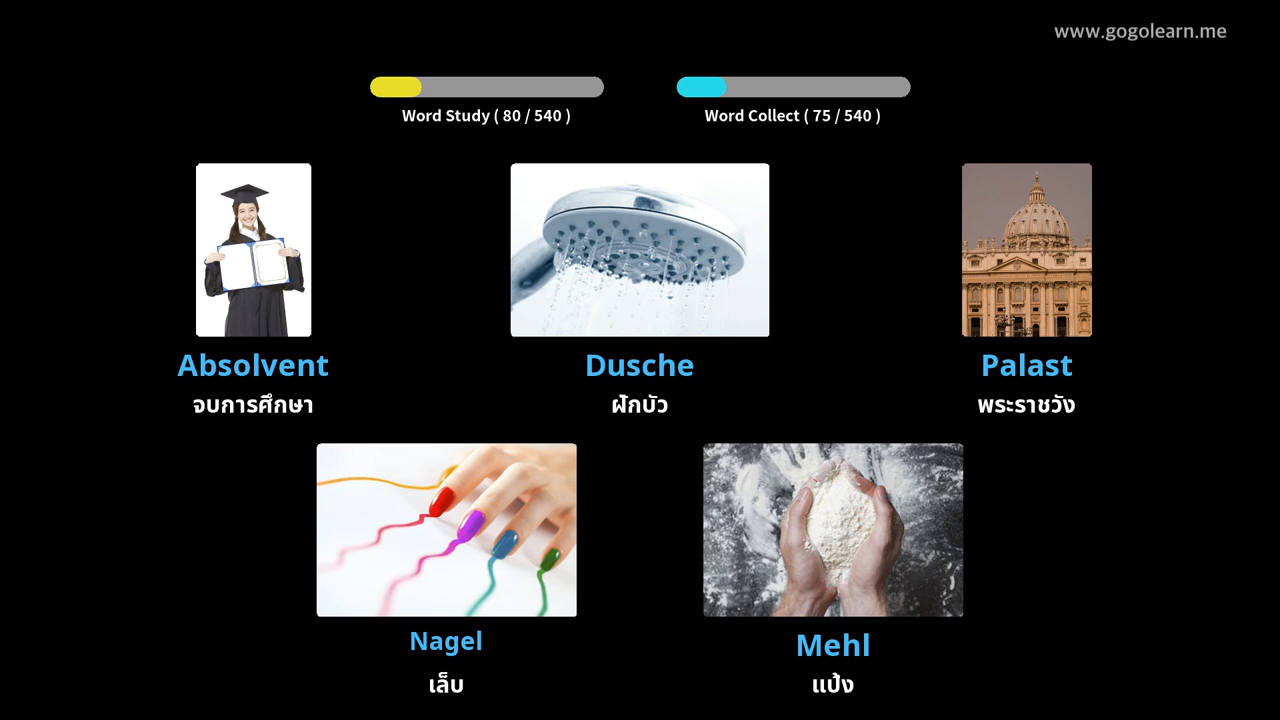 www.gogolearn.me
Word Study ( 80 / 540 )
Word Collect ( 75 / 540 )
Absolvent
Dusche
Palast
จบการศึกษา
ฝักบัว
พระราชวัง
Nagel
Mehl
เล็บ
แป้ง